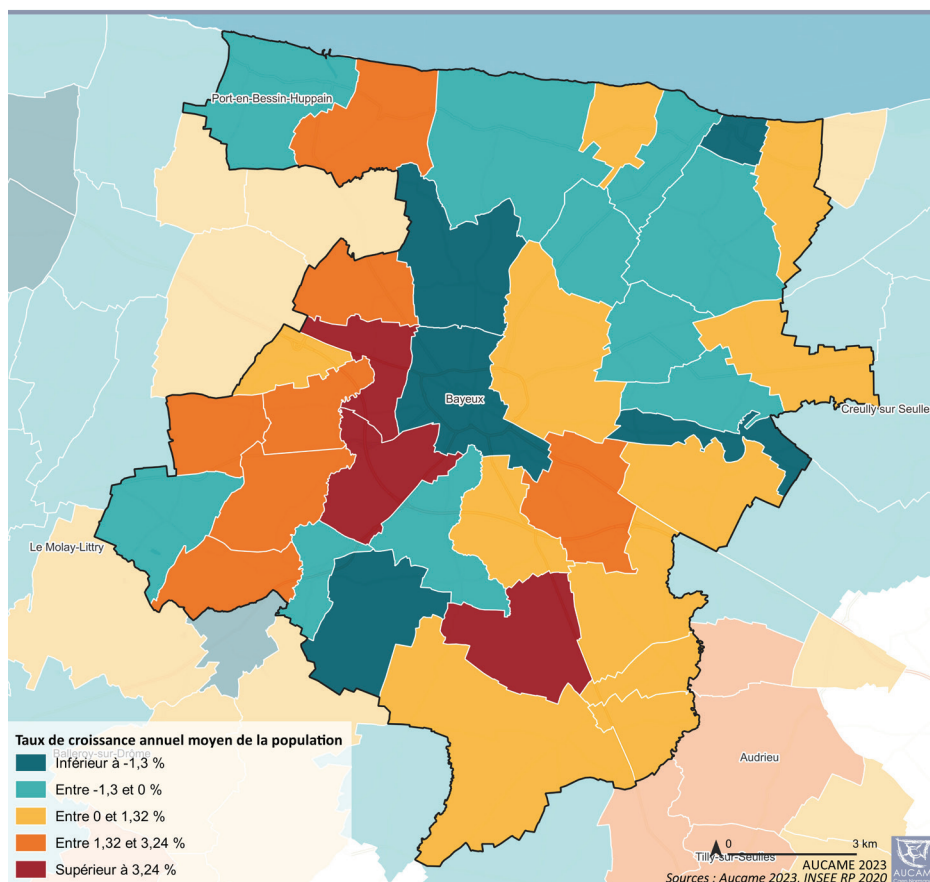 Port-en-Bessin-Huppain
Bayeux
Creully sur Seulles
Le Molay-Littry
Taux de croissance annuel moyen de la population
Balleroy-sur-Drôme
Inférieur à -1,3 %
Entre -1,3 et 0 %
Entre 0 et 1,32 %
Entre 1,32 et 3,24 %
Supérieur à 3,24 %
Audrieu
Tilly-sur-Seulles
0 3 km
AUCAME 2023
Sources : Aucame 2023, INSEE RP 2020
AUCAME